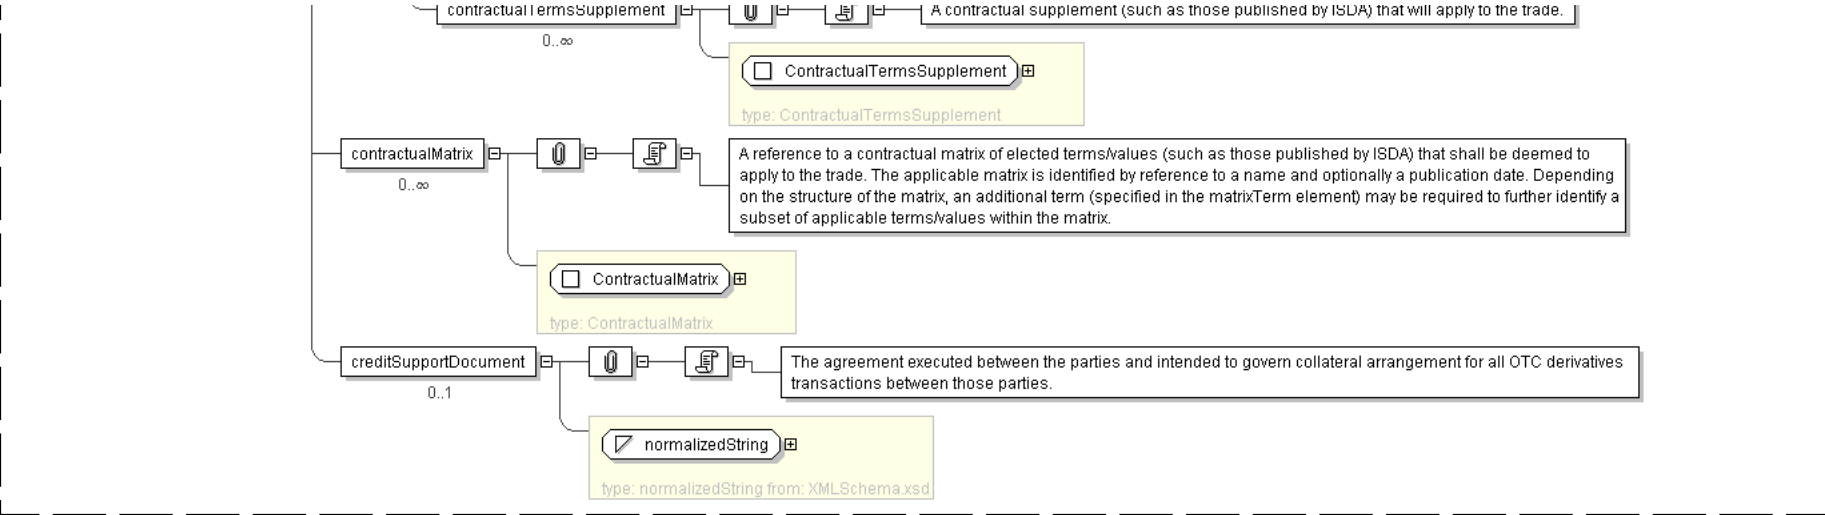 contractualTermsSupplement
A contractual supplement (such as those published by ISDA) that will apply to the trade.
0..∞
ContractualTermsSupplement
type: ContractualTermsSupplement
contractualMatrix
0..∞
A reference to a contractual matrix of elected terms/values (such as those published by ISDA) that shall be deemed to
apply to the trade. The applicable matrix is identified by reference to a name and optionally a publication date. Depending
on the structure of the matrix, an additional term (specified in the matrixTerm element) may be required to further identify a
subset of applicable terms/values within the matrix.
ContractualMatrix
type: ContractualMatrix
creditSupportDocument
0..1
The agreement executed between the parties and intended to govern collateral arrangement for all OTC derivatives
transactions between those parties.
normalizedString
type: normalizedString from: XMLSchema.xsd